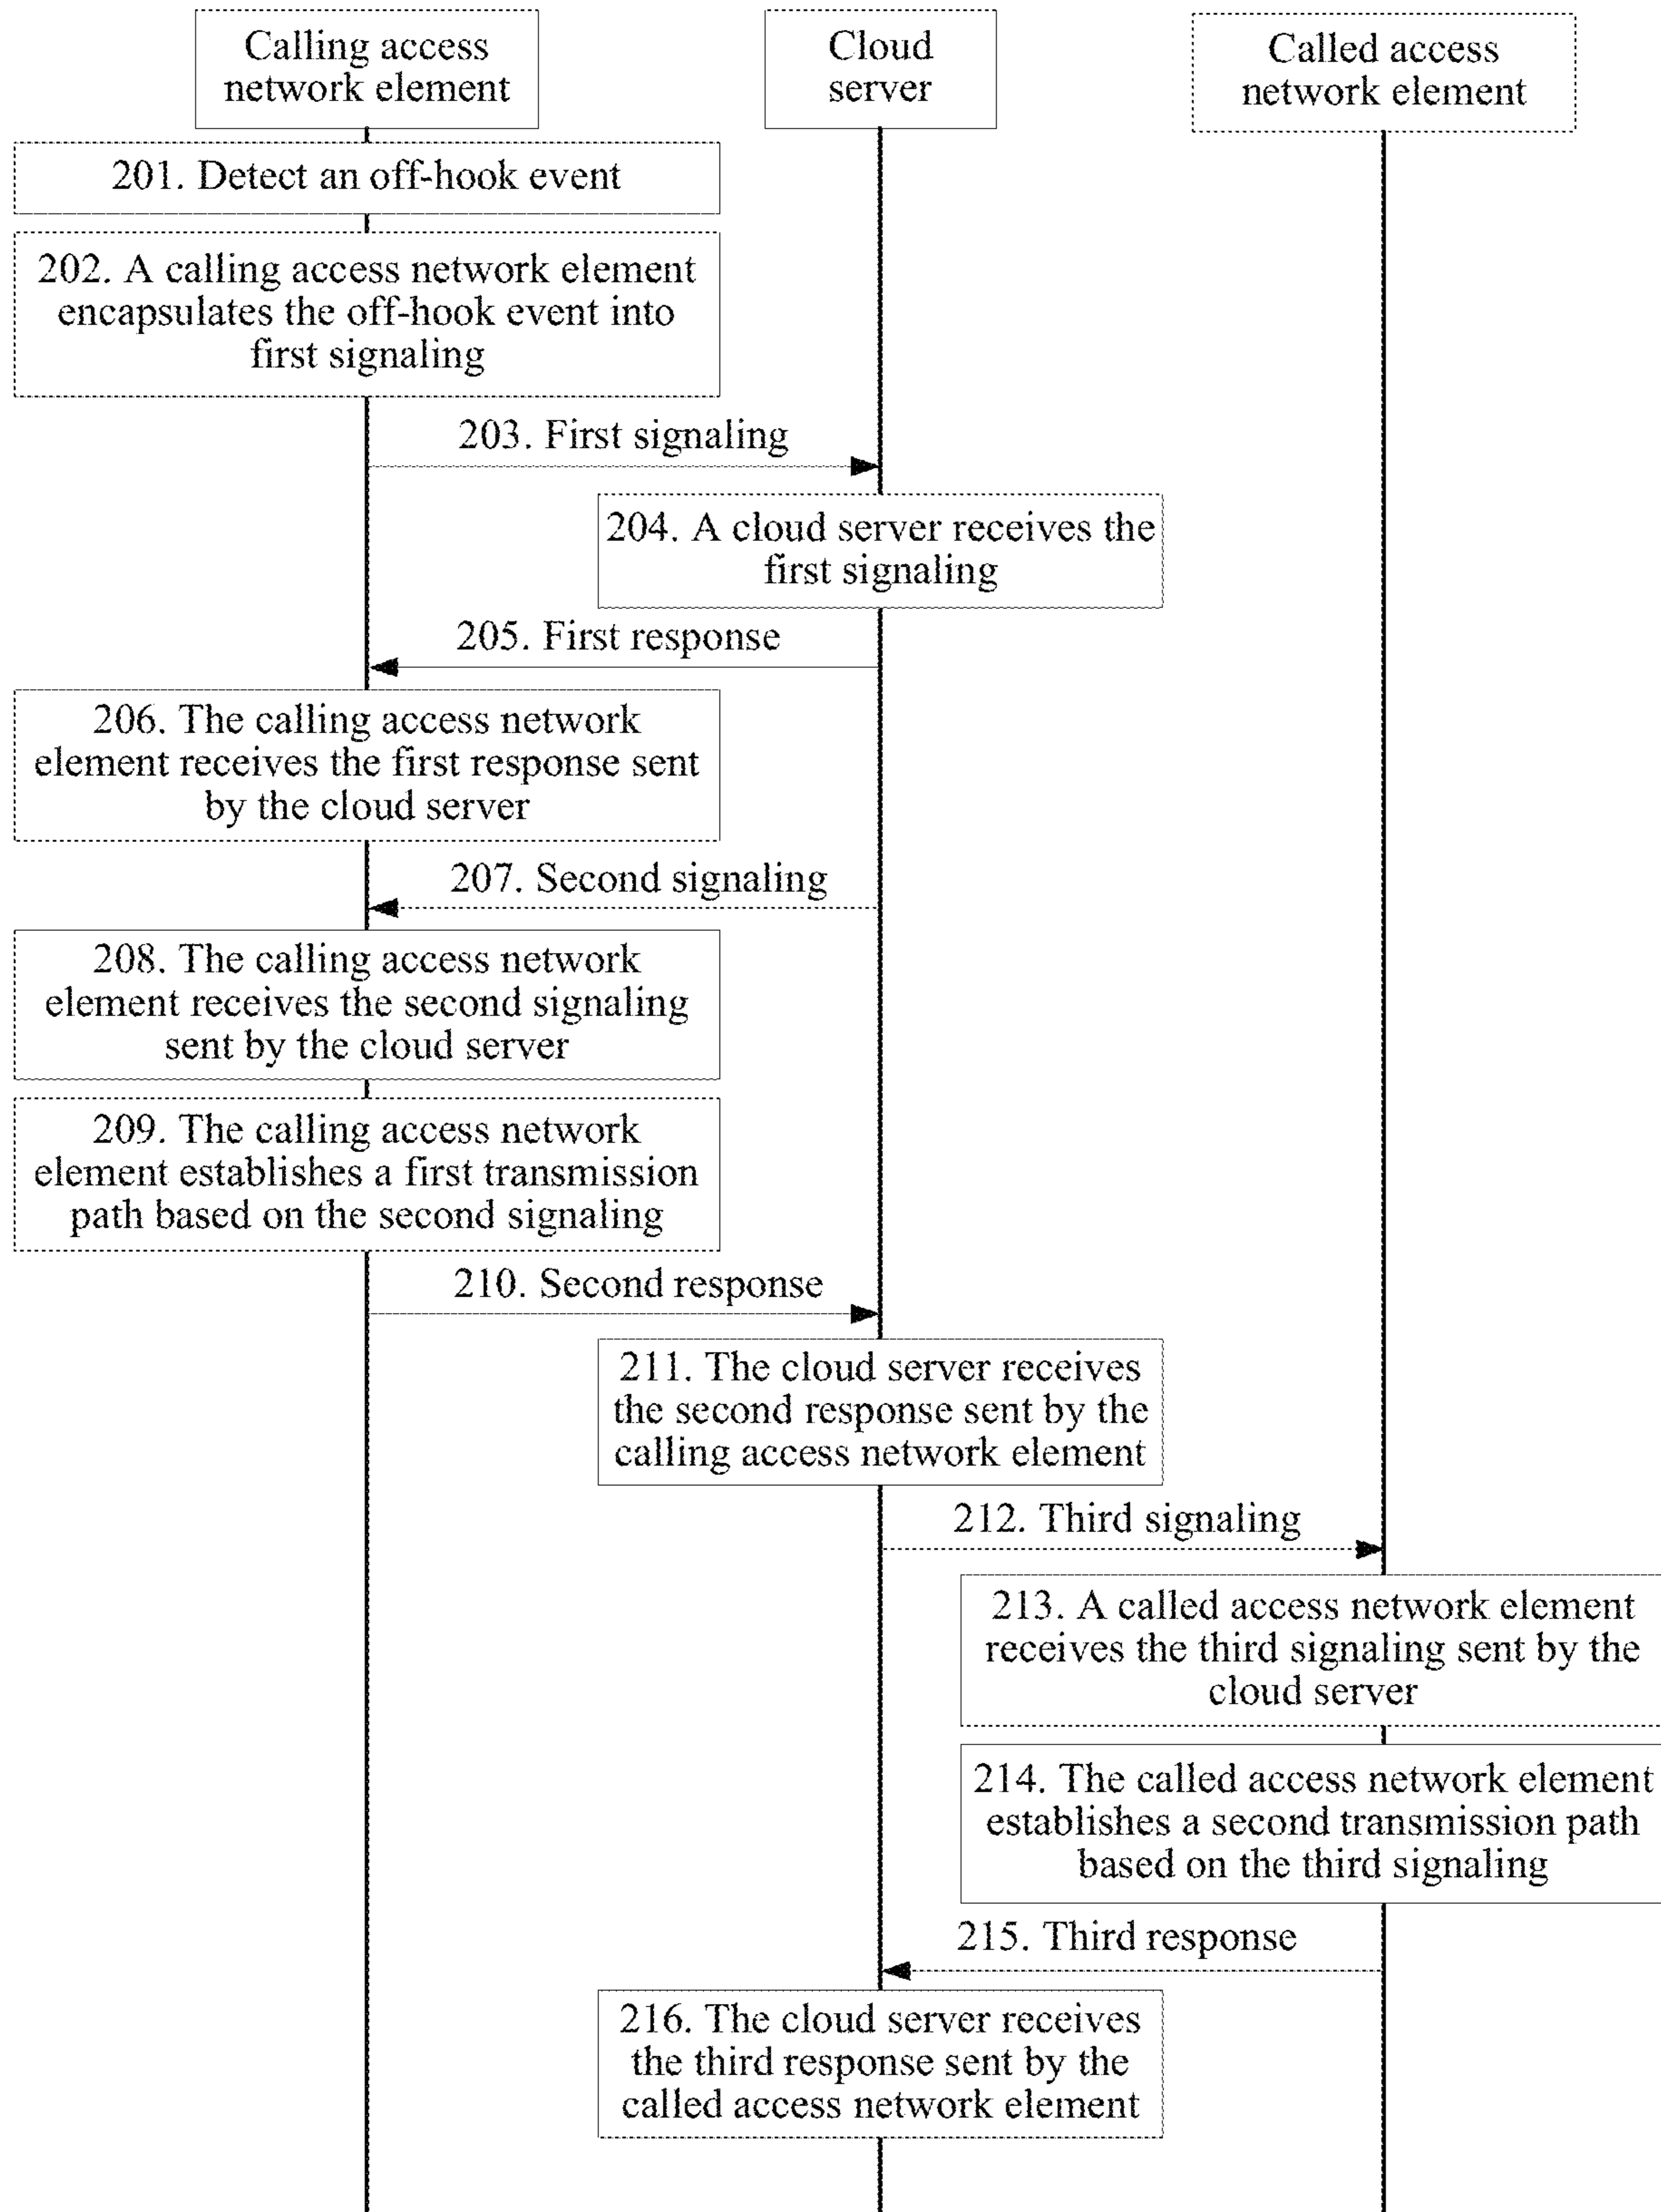 Calling access
network element
Cloud
server
Called access
network element
201. Detect an off-hook event
202. A calling access network element
encapsulates the off-hook event into
first signaling
203. First signaling
204. A cloud server receives the
first signaling
205. First response
206. The calling access network
element receives the first response sent
by the cloud server
207. Second signaling
208. The calling access network
element receives the second signaling
sent by the cloud server
209. The calling access network
element establishes a first transmission
path based on the second signaling
210. Second response
211. The cloud server receives
the second response sent by the
calling access network element
212. Third signaling
213. A called access network element
receives the third signaling sent by the
cloud server
214. The called access network element
establishes a second transmission path
based on the third signaling
215. Third response
216. The cloud server receives
the third response sent by the
called access network element